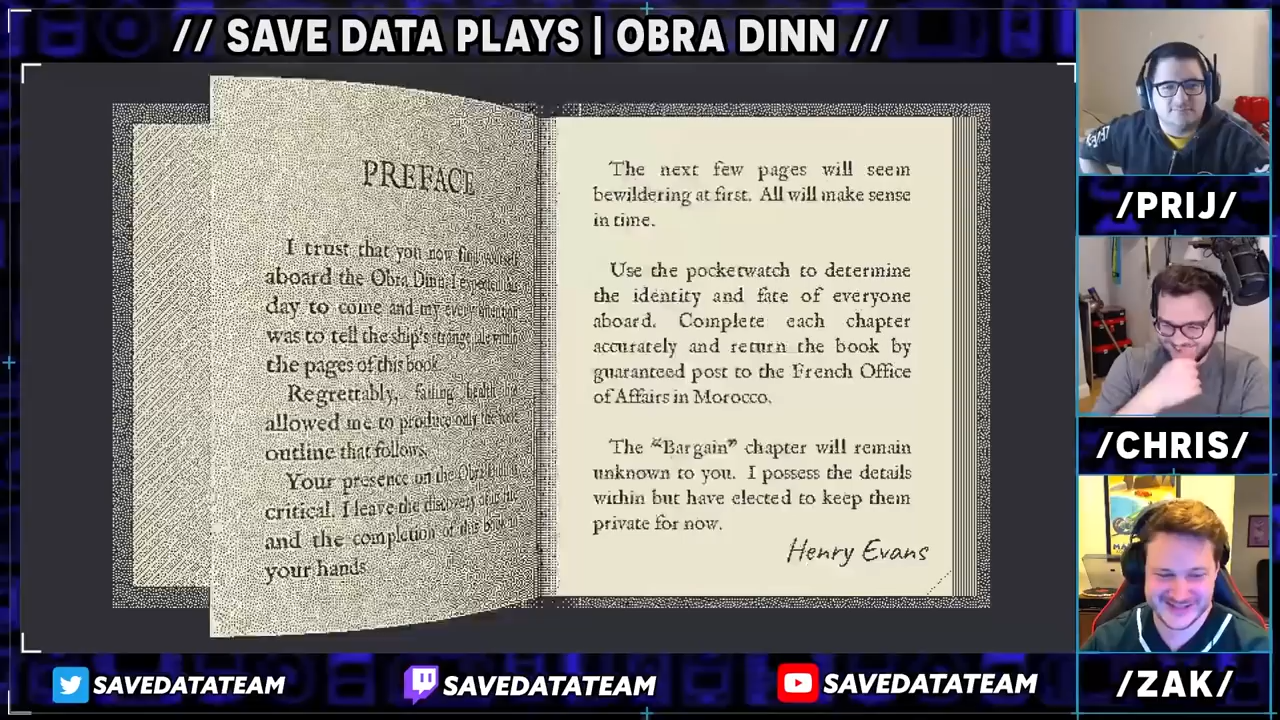 // SAVE DATA PLAYS | OBRA DINN //
PREFACE
I trust that you now
aboard the Obra Dinn. I expected this
day to come and my every intention
was to tell the ship's strange tale within
the pages of this book.
Regrettably, failing health has
allowed me to produce only the
outline that follows.
Your presence on the Obra Dinn is
critical. I leave the discovery of
and the completion of this book in
your hands.
The next few pages will seem
bewildering at first. All will make sense
in time.
Use the pocketwatch to determine
the identity and fate of everyone
aboard. Complete each chapter
accurately and return the book by
guaranteed post to the French Office
of Affairs in Morocco.
The “Bargain” chapter will remain
unknown to you. I possess the details
within but have elected to keep them
private for now.
Henry Evans
/PRIJ/
/CHRIS/
/ZAK/
SAVEDATATEAM
SAVEDATATEAM
SAVEDATATEAM